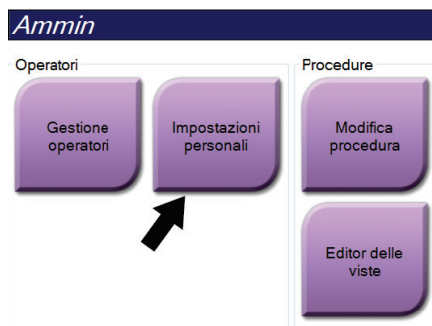 Ammin
Operatori
Gestione
operatori
Impostazioni
personali
Procedure
Modifica
procedura
Editor delle
viste